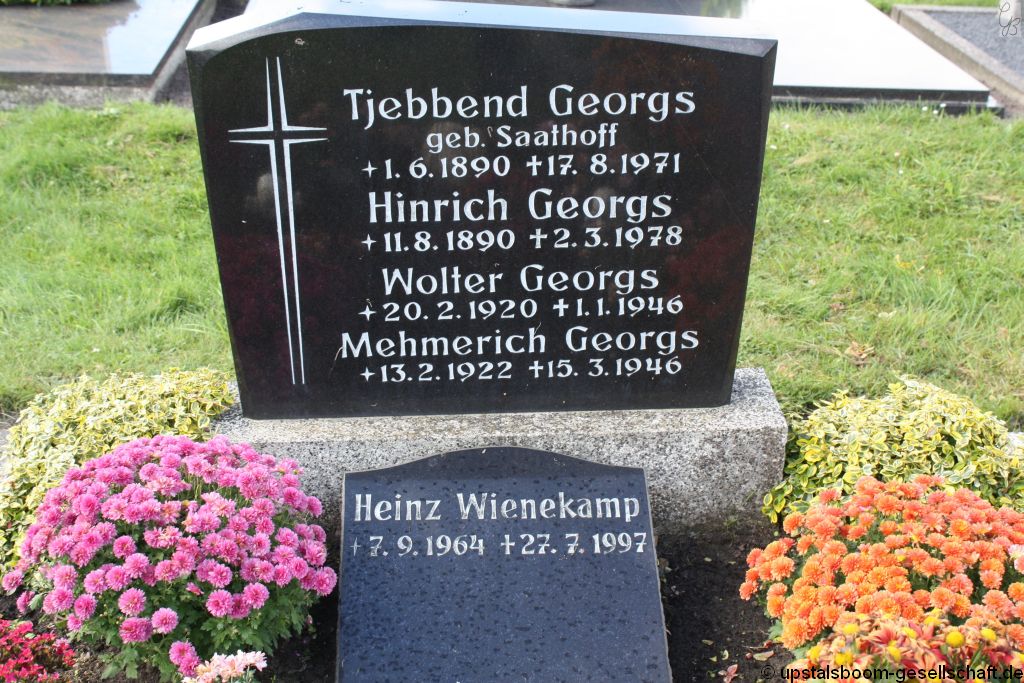 Tjebbend Georgs
geb. Saathoff
+1.6.1890 ✝17.8.1971
Hinrich Georgs
+11.8.1890 ✝2.3.1978
Wolter Georgs
+20.2.1920 ✝1.1.1946
Mehmerich Georgs
+13.2.1922 ✝15.3.1946
Heinz Wienekamp
+7.9.1964 ✝27.7.1997
© upstalsboom-gesellschaft.de